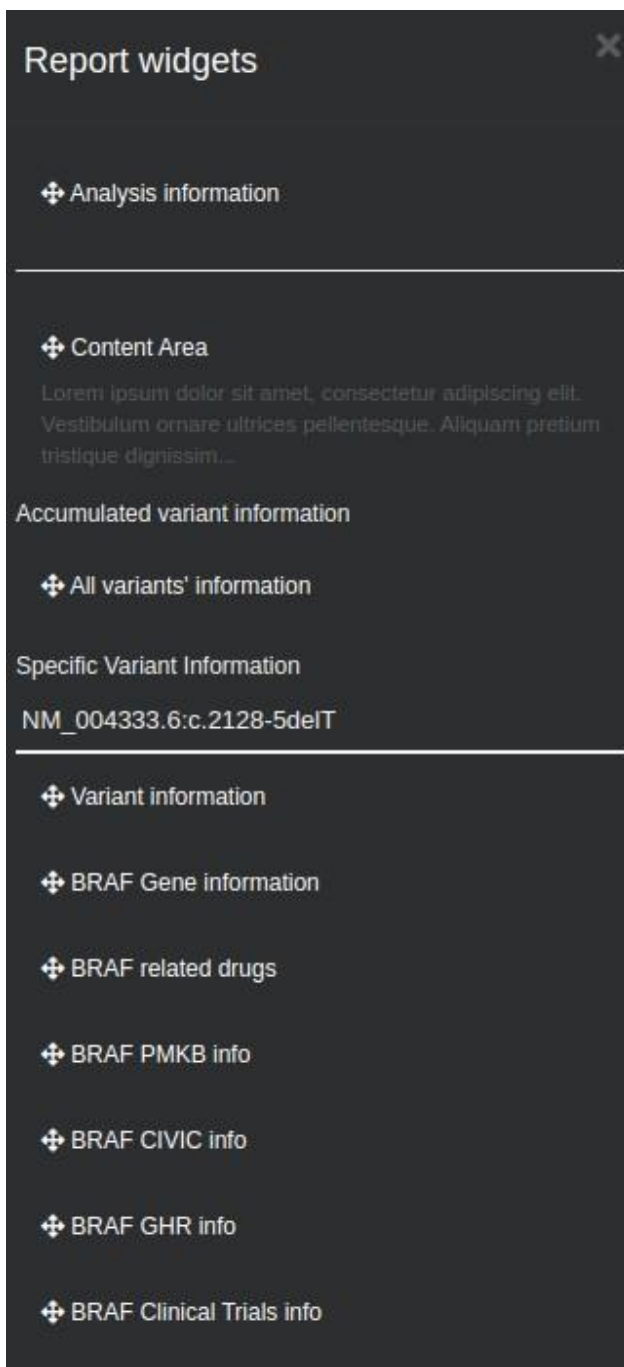 Report widgets
Analysis information
Content Area
Lorem ipsum dolor sit amet, consectetur adipiscing elit.
Vestibulum ornare ultrices pellentesque. Aliquam pretium
tristique dignissim...
Accumulated variant information
All variants' information
Specific Variant Information
NM_004333.6:c.2128-5delT
Variant information
BRAF Gene information
BRAF related drugs
BRAF PMKB info
BRAF CIVIC info
BRAF GHR info
BRAF Clinical Trials info